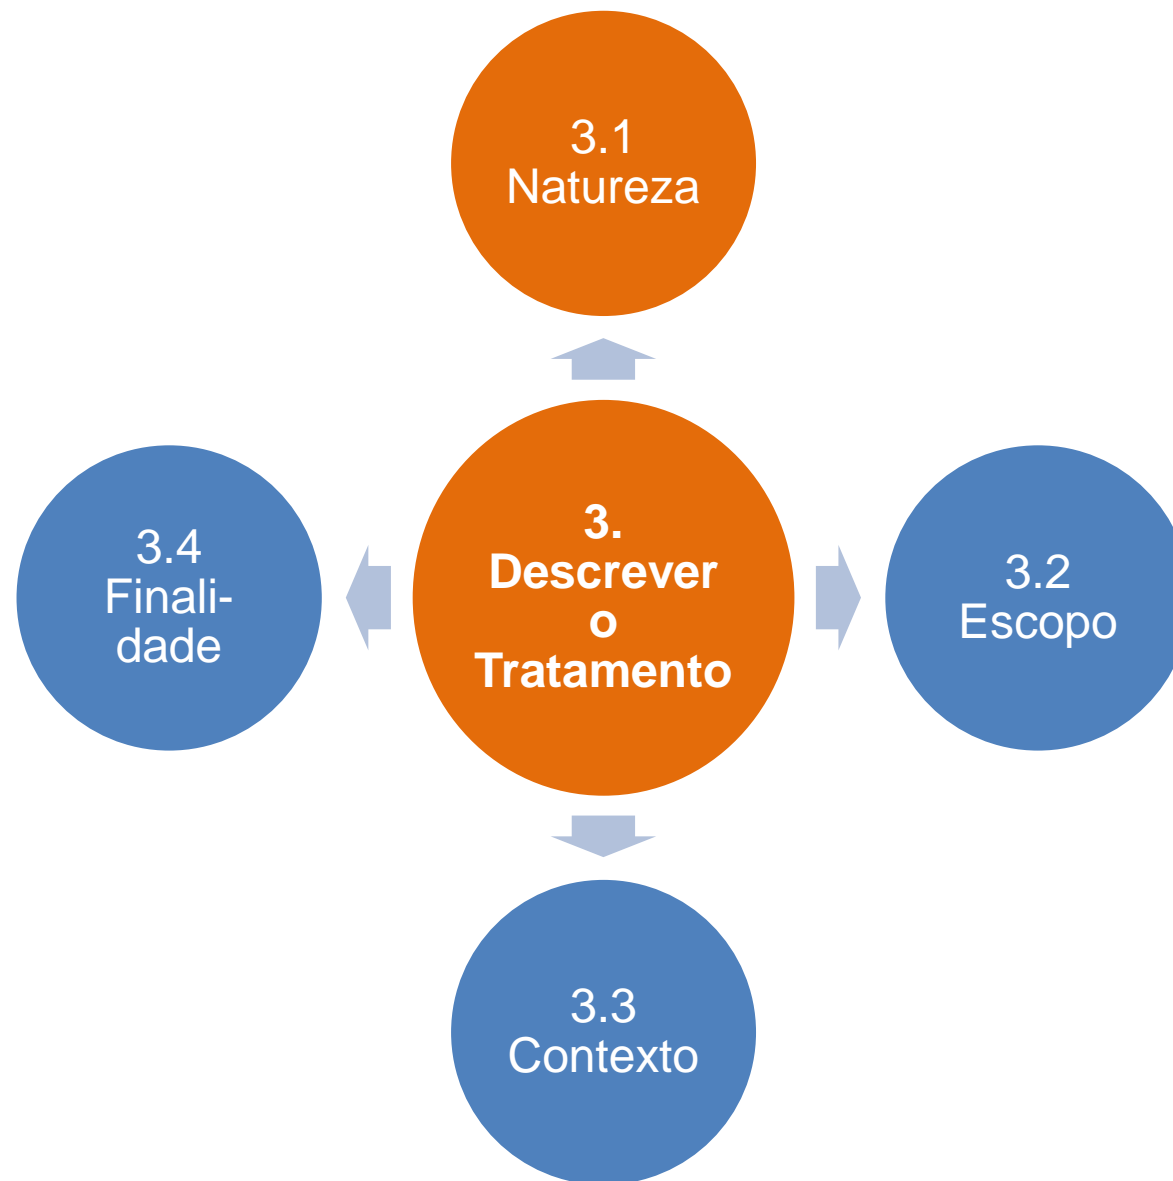 3.1
Natureza
3.4
Finali-
dade
3.
Descrever
o
Tratamento
3.2
Escopo
3.3
Contexto